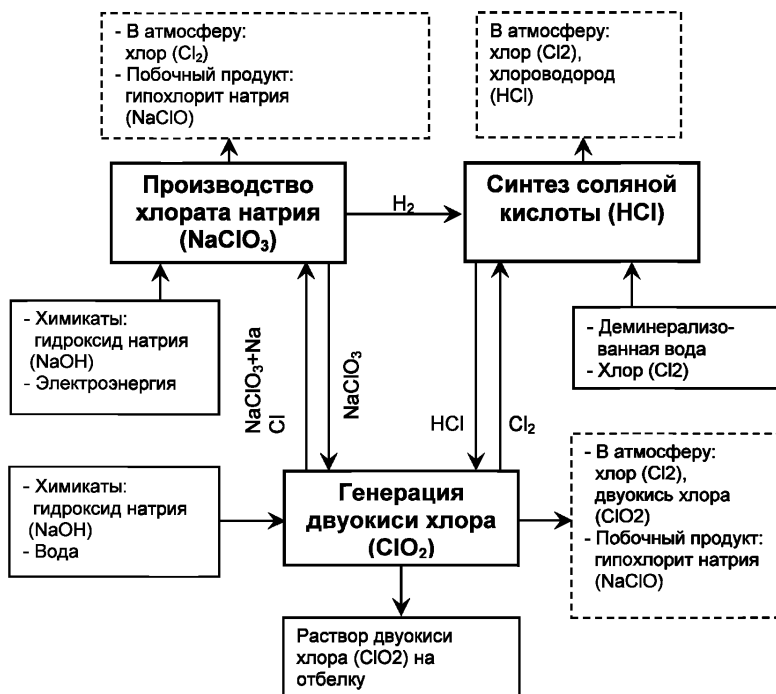 - В атмосферу:
хлор (Cl₂)
- Побочный продукт:
гипохлорит натрия
(NaClO)
В атмосферу:
хлор (Cl2),
хлороводород
(HCl)
Производство
хлората натрия
(NaClO₃)
H₂
Синтез соляной
кислоты (HCl)
- Химикаты:
гидроксид натрия
(NaOH)
- Электроэнергия
NaClO₃+Na
Cl
NaClO₃
HCl
Cl₂
- Деминерализо-
ванная вода
- Хлор (Cl2)
- Химикаты:
гидроксид натрия
(NaOH)
- Вода
Генерация
двуокиси хлора
(ClO₂)
- В атмосферу:
хлор (Cl2),
двуокись хлора
(ClO2)
- Побочный продукт:
гипохлорит натрия
(NaClO)
Раствор двуокиси
хлора (ClO2) на
отбелку